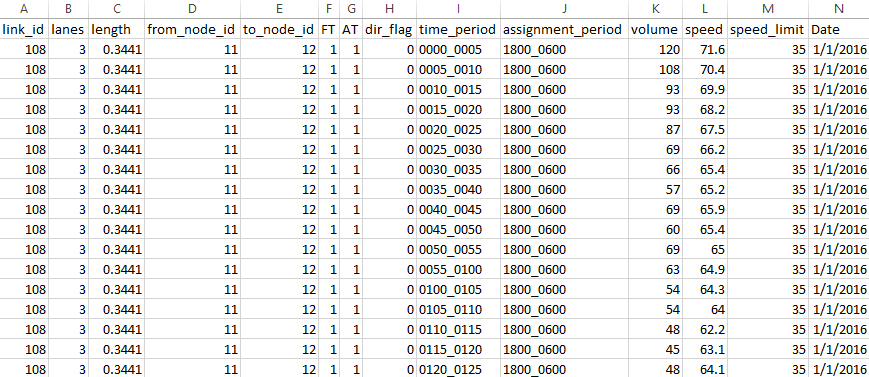 A B C D E F G H I J K L M N
link_id lanes length from_node_id to_node_id FT AT dir_flag time_period assignment_period volume speed speed_limit Date
108 3 0.3441 11 12 1 1 0 0000_0005 1800_0600 120 71.6 35 1/1/2016
108 3 0.3441 11 12 1 1 0 0005_0010 1800_0600 108 70.4 35 1/1/2016
108 3 0.3441 11 12 1 1 0 0010_0015 1800_0600 93 69.9 35 1/1/2016
108 3 0.3441 11 12 1 1 0 0015_0020 1800_0600 93 68.2 35 1/1/2016
108 3 0.3441 11 12 1 1 0 0020_0025 1800_0600 87 67.5 35 1/1/2016
108 3 0.3441 11 12 1 1 0 0025_0030 1800_0600 69 66.2 35 1/1/2016
108 3 0.3441 11 12 1 1 0 0030_0035 1800_0600 66 65.4 35 1/1/2016
108 3 0.3441 11 12 1 1 0 0035_0040 1800_0600 57 65.2 35 1/1/2016
108 3 0.3441 11 12 1 1 0 0040_0045 1800_0600 69 65.9 35 1/1/2016
108 3 0.3441 11 12 1 1 0 0045_0050 1800_0600 60 65.4 35 1/1/2016
108 3 0.3441 11 12 1 1 0 0050_0055 1800_0600 69 65 35 1/1/2016
108 3 0.3441 11 12 1 1 0 0055_0100 1800_0600 63 64.9 35 1/1/2016
108 3 0.3441 11 12 1 1 0 0100_0105 1800_0600 54 64.3 35 1/1/2016
108 3 0.3441 11 12 1 1 0 0105_0110 1800_0600 54 64 35 1/1/2016
108 3 0.3441 11 12 1 1 0 0110_0115 1800_0600 48 62.2 35 1/1/2016
108 3 0.3441 11 12 1 1 0 0115_0120 1800_0600 45 63.1 35 1/1/2016
108 3 0.3441 11 12 1 1 0 0120_0125 1800_0600 48 64.1 35 1/1/2016